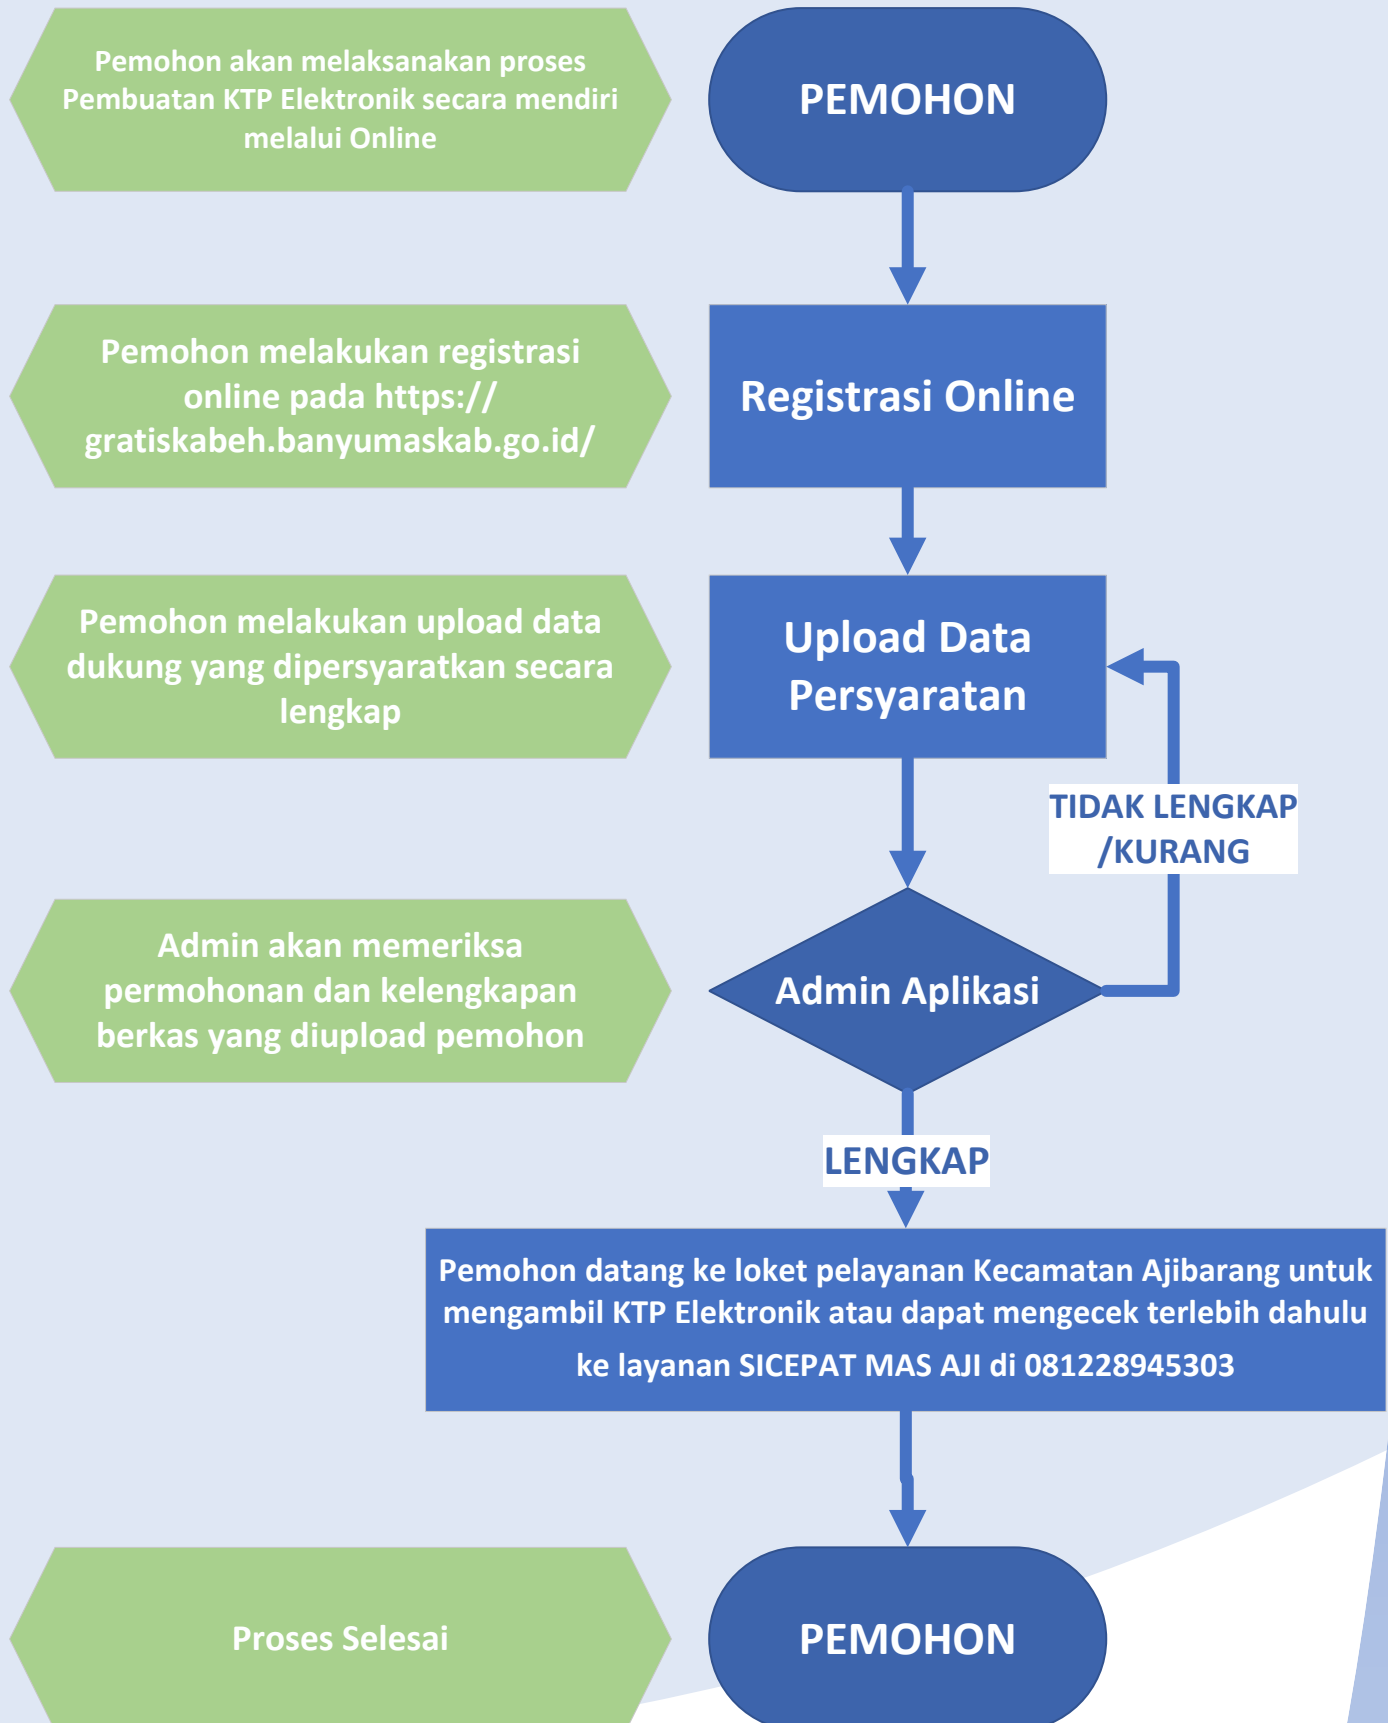 Pemohon akan melaksanakan proses
Pembuatan KTP Elektronik secara mendiri
melalui Online
PEMOHON
Pemohon melakukan registrasi
online pada https://
gratiskabeh.banyumaskab.go.id/
Registrasi Online
Pemohon melakukan upload data
dukung yang dipersyaratkan secara
lengkap
Upload Data
Persyaratan
TIDAK LENGKAP
/KURANG
Admin akan memeriksa
permohonan dan kelengkapan
berkas yang diupload pemohon
Admin Aplikasi
LENGKAP
Pemohon datang ke loket pelayanan Kecamatan Ajibarang untuk
mengambil KTP Elektronik atau dapat mengecek terlebih dahulu
ke layanan SICEPAT MAS AJI di 081228945303
Proses Selesai
PEMOHON